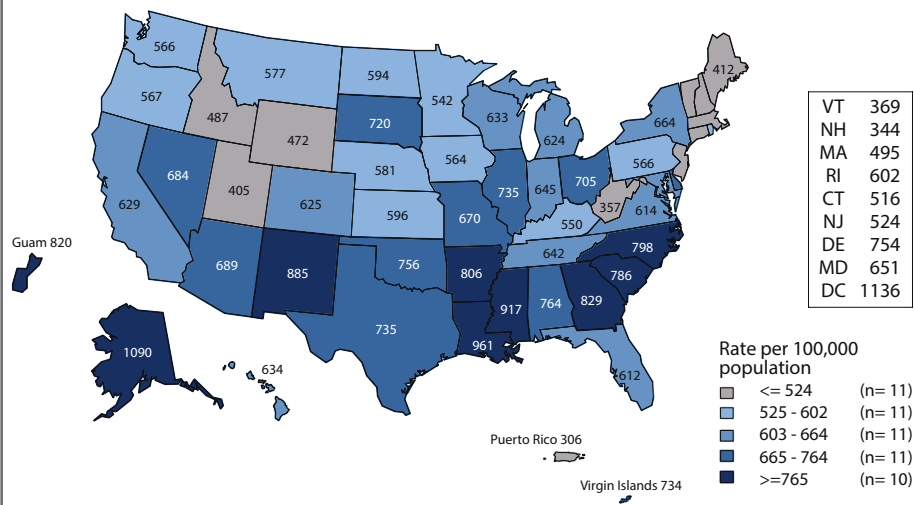 566
594
412
577
542
567
487
633
720
664
624
472
564
566
581
684
405
735
645
705
629
625
596
670
357
614
550
642
798
Guam 820
689
885
756
806
786
917
764
829
735
961
1090
634
612
Puerto Rico 306
Virgin Islands 734
VT 369
NH 344
MA 495
RI 602
CT 516
NJ 524
DE 754
MD 651
DC 1136
Rate per 100,000
population
<= 524 (n= 11)
525 - 602 (n= 11)
603 - 664 (n= 11)
665 - 764 (n= 11)
>=765 (n= 10)